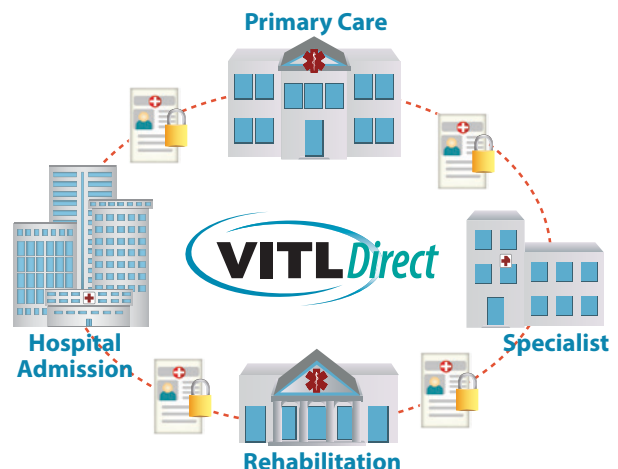 Primary Care
VITLDirect
Hospital
Admission
Specialist
Rehabilitation